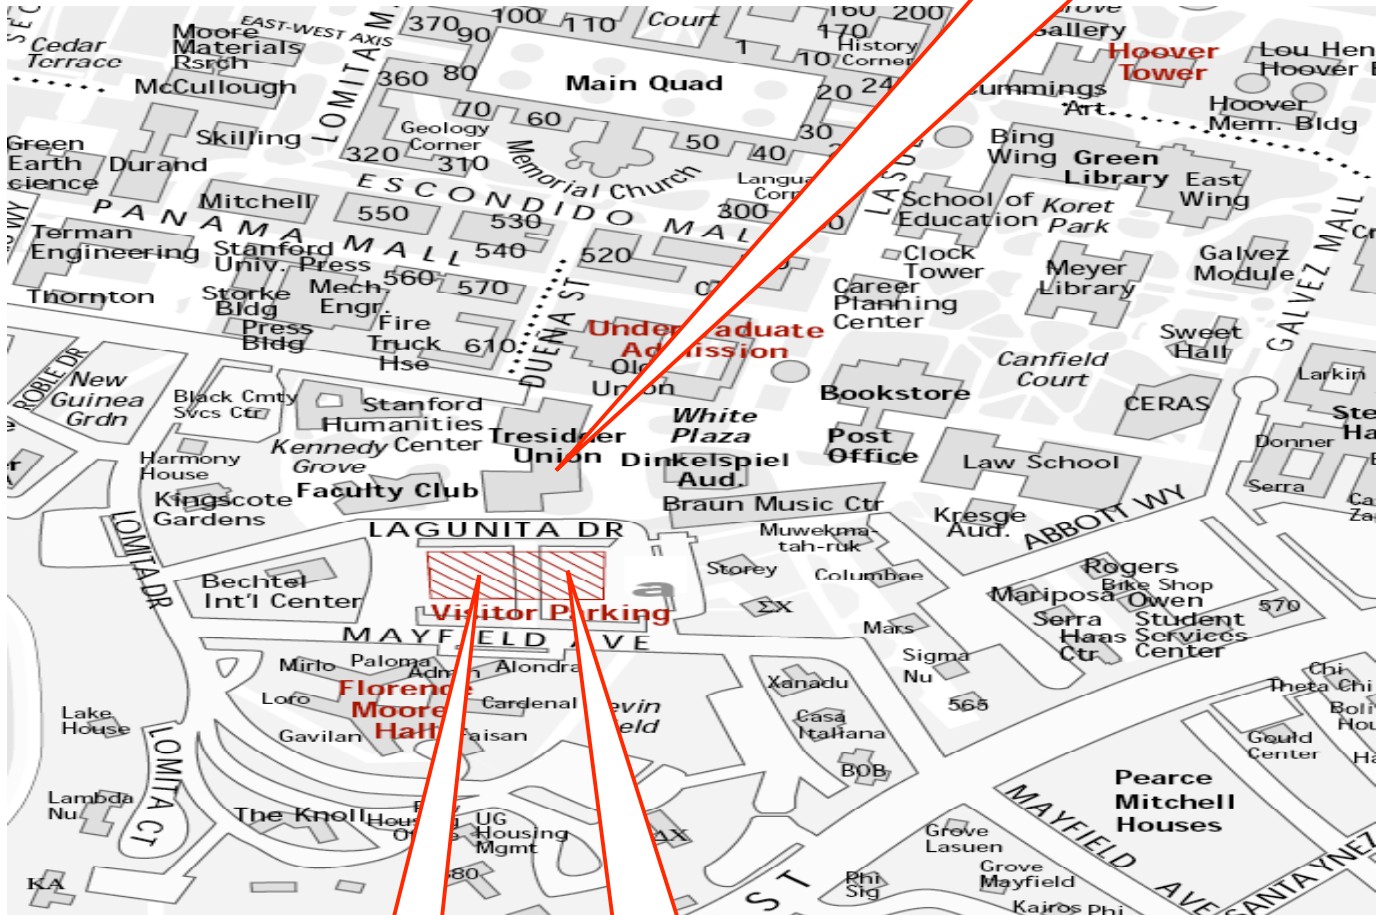 EAST-WEST AXIS
370
90
100
110
Court
160
200
170
Gallery
Cedar
Terrace
Moore
Materials
Rsrch
McCullough
LOMITA M
360
80
70
60
1
10
History
Corner
20
24
Main Quad
Hoover
Tower
Lou Hen
Hoover
Cummings
Art
Hoover
Mem. Bldg
Green
Earth
cience
Durand
Skilling
320
310
Geology
Corner
Memorial Church
50
40
30
Bing
Wing
Green
Library
East
Wing
Mitchell
550
530
540
520
ESCONDIDO MAL
300
School of
Education
Koret
Park
PANAMA MALL
Terman
Engineering
Stanford
Univ. Press
560
570
Mech
Engr.
Clock
Tower
Meyer
Library
Galvez
Module
GALVEZ MALL
Thornton
Storke
Bldg
Press
Bldg
Fire
Truck
Hse
610
DUENA ST
Undergraduate
Admission
Old
Union
Career
Planning
Center
Sweet
Hall
Canfield
Court
Larkin
ROBLE DR
New
Guinea
Grdn
Black Cmty
Svcs Ctr
Stanford
Humanities
Center
Kennedy
Grove
Tresidder
Union
White
Plaza
Bookstore
Post
Office
CERAS
Donner
Harmony
House
Kingscote
Gardens
Faculty Club
Dinkelspiel
Aud.
Braun Music Ctr
Law School
Serra
LAGUNITA DR
Kresge
Aud.
ABBOTT WY
LOMITA DR
Bechtel
Int'l Center
Visitor Parking
a
Muwekma-
tah-ruk
Storey
Columbae
ΣX
Mars
Rogers
Bike Shop
Mariposa
Owen
Student
Services
Center
Serra
Haas
Ctr
570
MAYFIELD AVE
Mirlo
Paloma
Adm
Alondra
Loro
Florence
Moore
Hall
Cardenal
Gavilan
Faisan
evin
ield
Xanadu
Casa
Italiana
BOB
Sigma
Nu
565
Chi
Theta Chi
Gould
Center
Lake
House
LOMITA CT
Lambda
Nu
The Knoll
Housing
UG
Housing
Mgmt
ΔX
KA
ST
Phi
Sig
Grove
Lasuen
Grove
Mayfield
Kairos
Phi
Pearce
Mitchell
Houses
MAYFIELD AVE
SANTA YNEZ